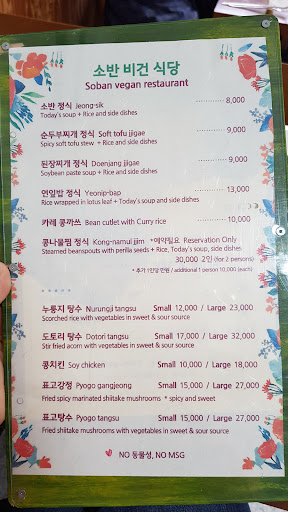 소반 비건 식당
Soban vegan restaurant
소반 정식 Jeong-sik ---------- 8,000
Today's soup + Rice and side dishes
순두부찌개 정식 Soft tofu jjigae ---------- 9,000
Spicy soft tofu stew + Rice and side dishes
된장찌개 정식 Doenjang jjigae ---------- 9,000
Soybean paste soup + Rice and side dishes
연잎밥 정식 Yeonip-bap ---------- 13,000
Rice wrapped in lotus leaf + Today's soup and side dishes
카레 콩까스 Bean cutlet with Curry rice ---------- 10,000
콩나물찜 정식 Kong-namul jjim *예약필요 Reservation Only
Steamed beanspouts with perilla seeds + Rice, Today's soup, side dishes
30,000 2인 (for 2 persons)
* 추가 1인당 만원 / additional 1 person 10,000 (each)
누룽지 탕수 Nurungji tangsu Small 12,000 / Large 23,000
Scorched rice with vegetables in sweet & sour source
도토리 탕수 Dotori tangsu Small 17,000 / Large 32,000
Stir fried acorn with vegetables in sweet & sour source
콩치킨 Soy chicken Small 10,000 / Large 18,000
표고강정 Pyogo gangjeong Small 15,000 / Large 27,000
Fried spicy marinated shiitake mushrooms * spicy and sweet
표고탕수 Pyogo tangsu Small 15,000 / Large 27,000
Fried shiitake mushrooms with vegetables in sweet & sour source
♡ NO 동물성, NO MSG